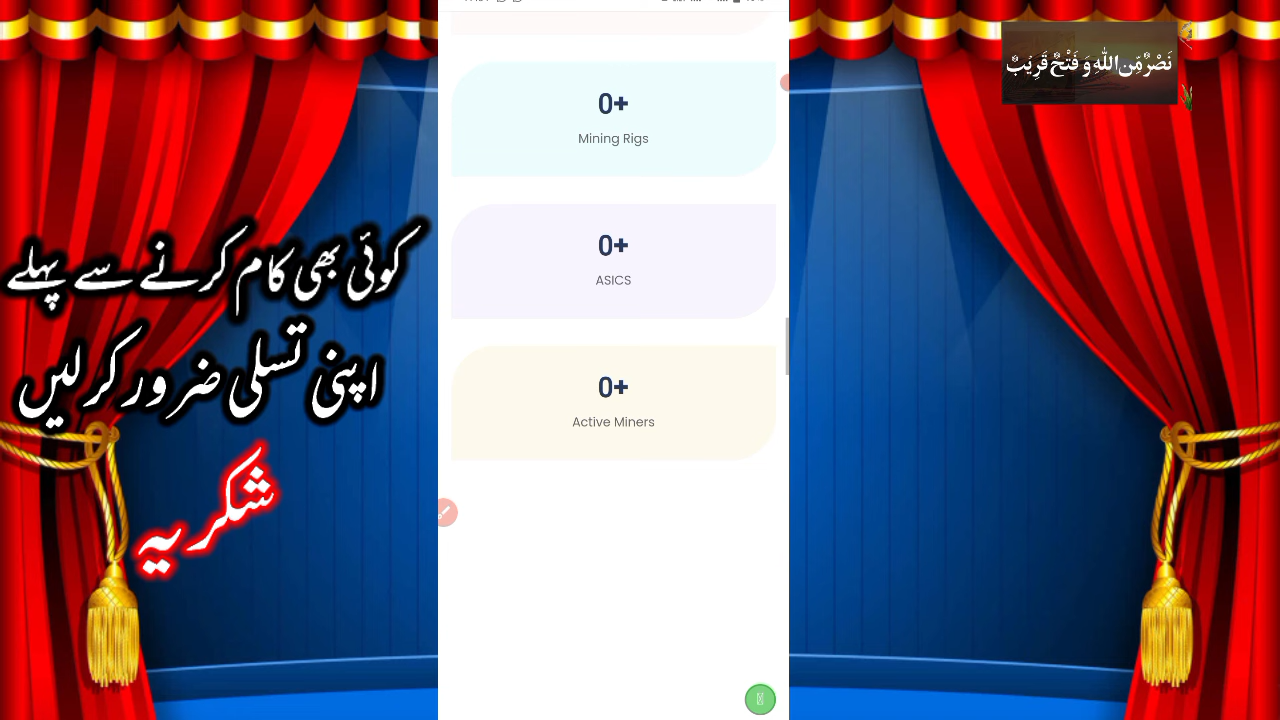 کوئی بھی کام کرنے سے پہلے
اپنی تسلی ضرور کرلیں
شکریہ
0+
Mining Rigs
0+
ASICS
0+
Active Miners
نَصْرٌ مِّنَ اللّٰهِ وَ فَتْحٌ قَرِيْبٌ